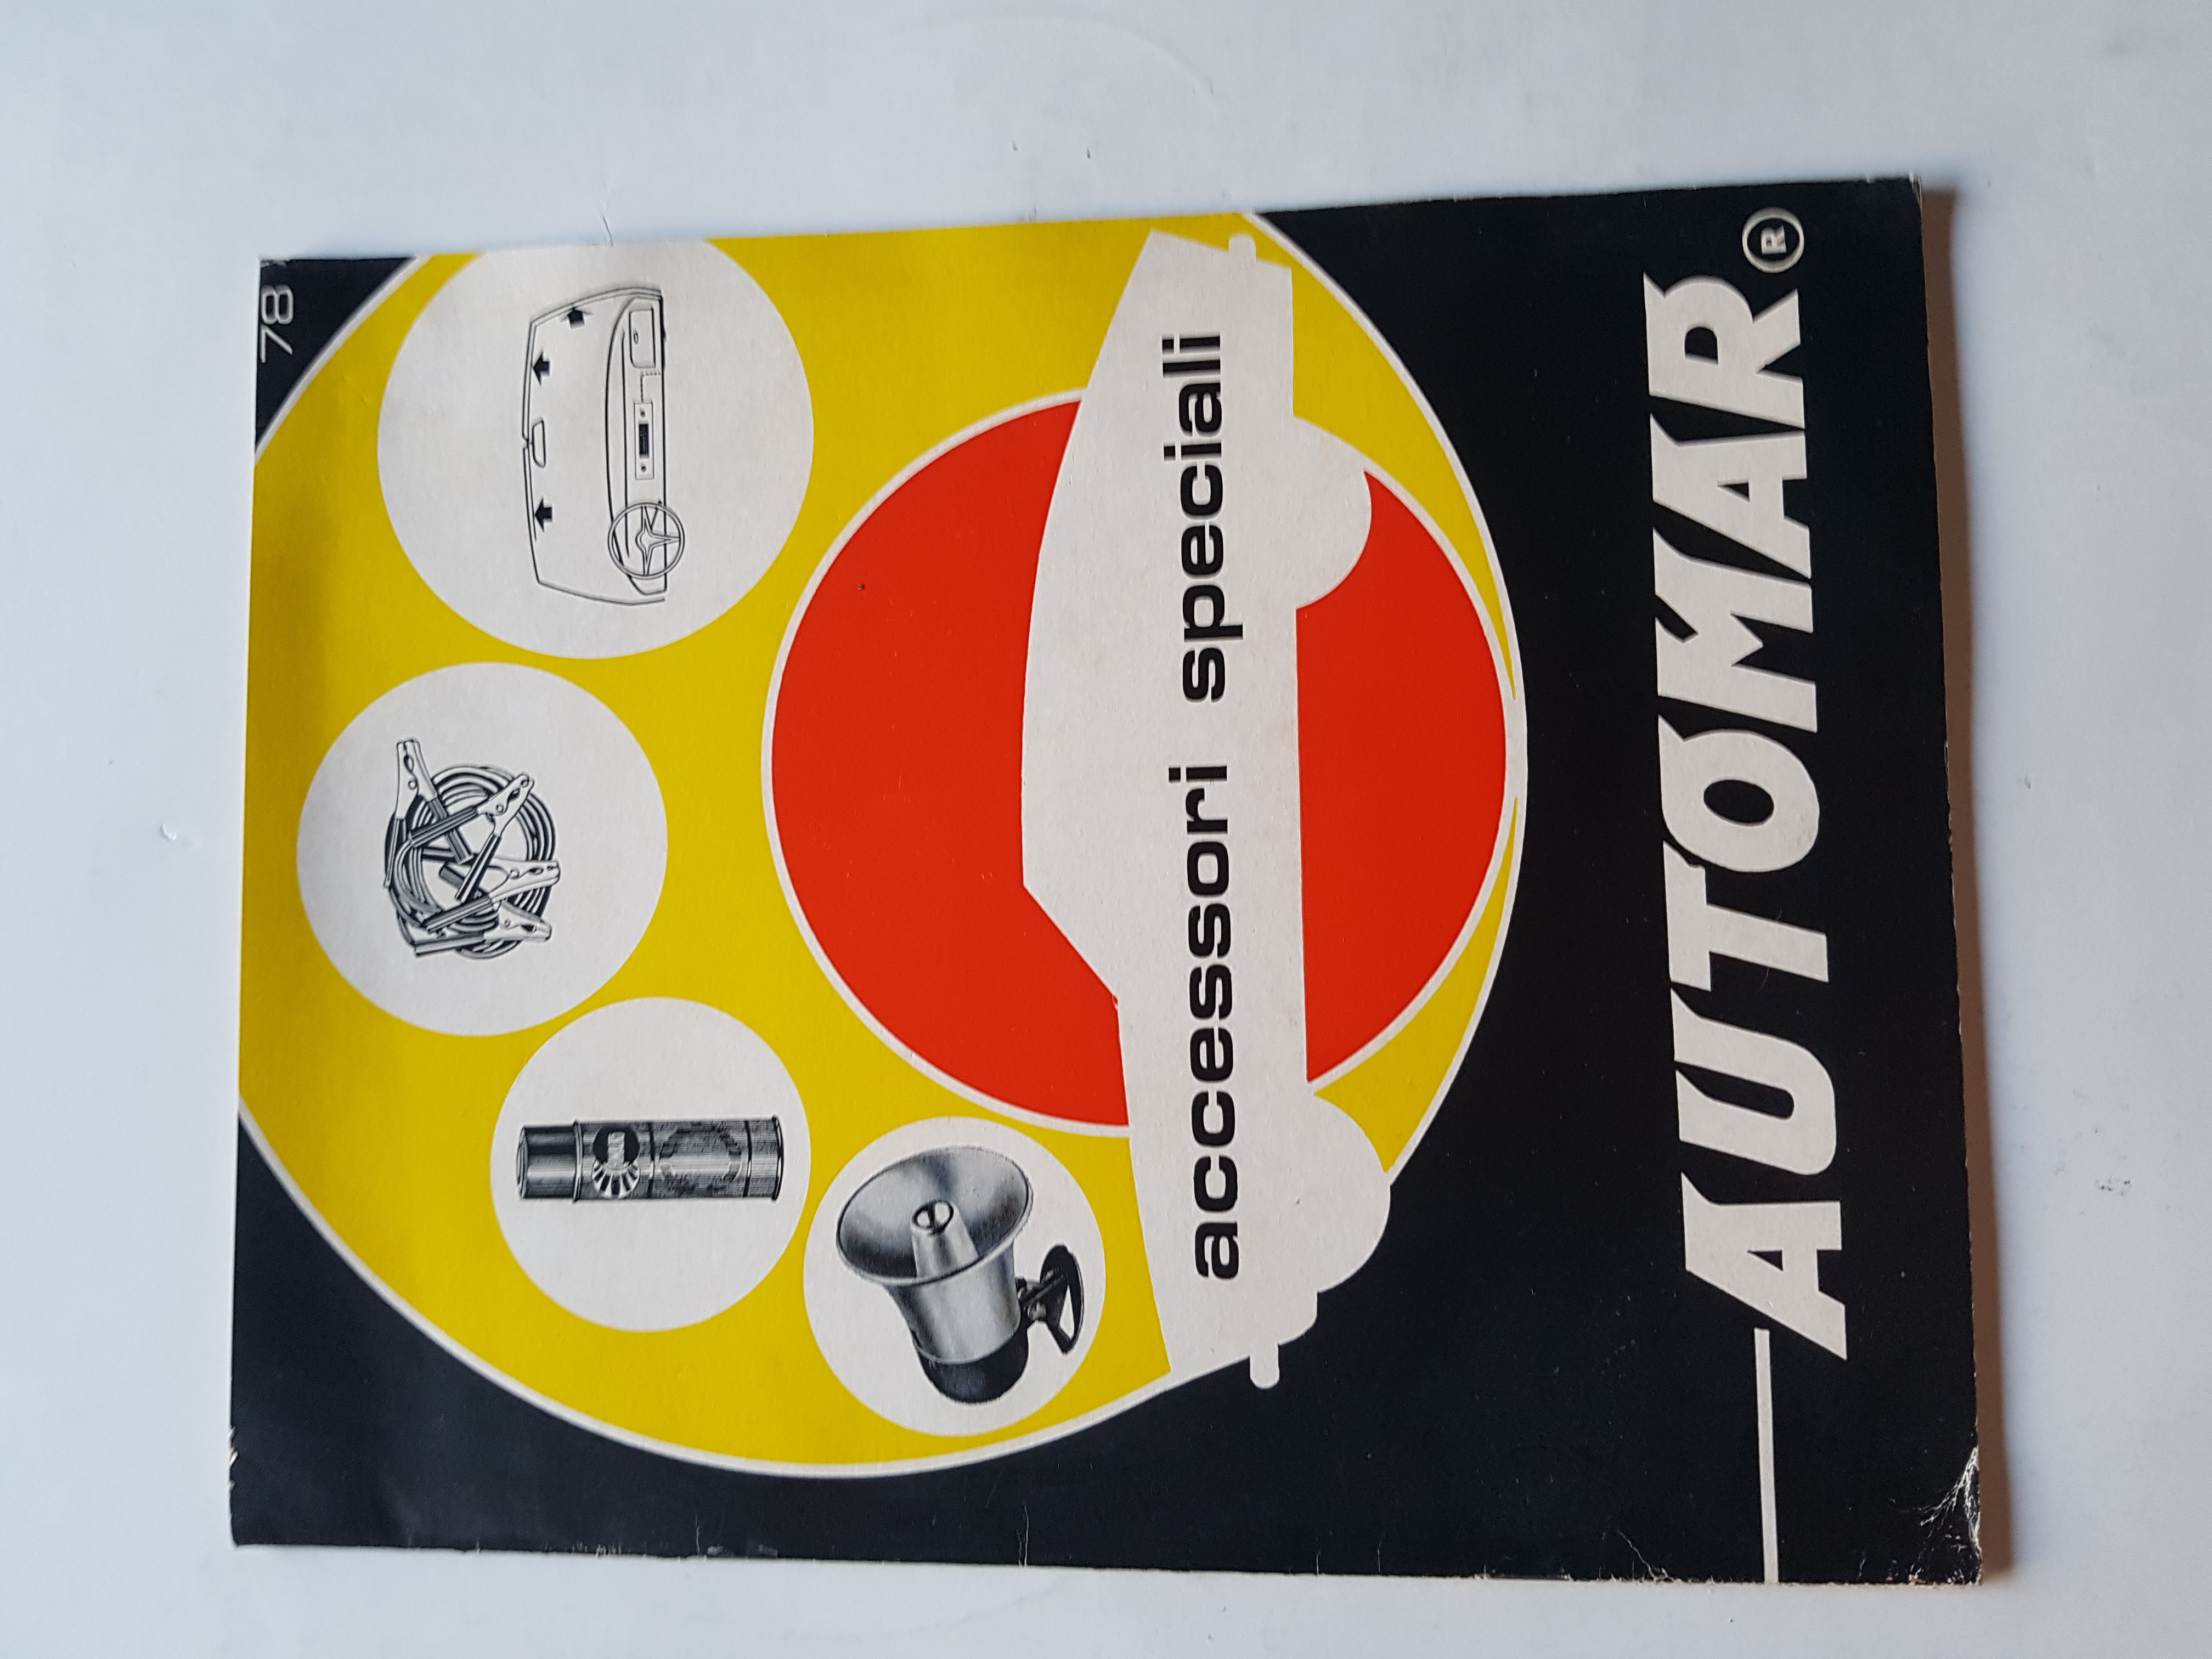 78
accessori speciali
AUTOMAR®